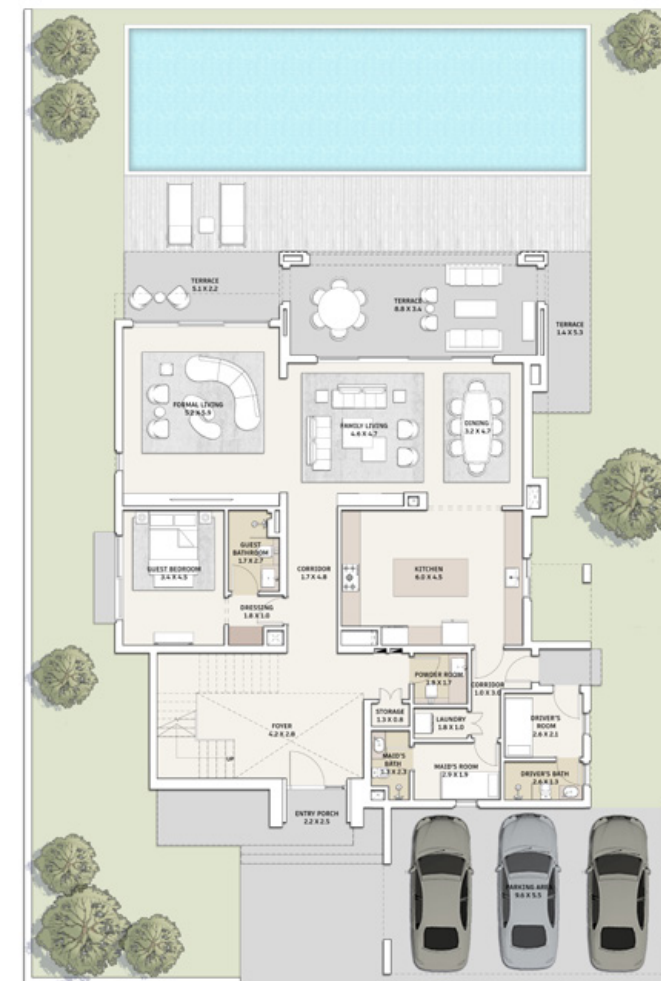 TERRACE
5.1 X 2.2
TERRACE
8.8 X 3.4
TERRACE
1.4 X 5.3
FORMAL LIVING
5.2 X 5.9
FAMILY LIVING
4.6 X 4.7
DINING
3.2 X 4.7
GUEST BEDROOM
3.4 X 4.5
GUEST
BATHROOM
1.7 X 2.7
CORRIDOR
1.7 X 4.8
KITCHEN
6.0 X 4.5
DRESSING
1.8 X 1.0
POWDER ROOM
1.9 X 1.7
CORRIDOR
1.0 X 3.0
STORAGE
1.3 X 0.8
LAUNDRY
1.8 X 1.0
DRIVER'S
ROOM
2.6 X 2.1
FOYER
4.2 X 2.8
UP
MAID'S
BATH
1.3 X 2.3
MAID'S ROOM
2.9 X 1.9
DRIVER'S BATH
2.6 X 1.3
ENTRY PORCH
2.2 X 2.5
PARKING AREA
9.6 X 5.5